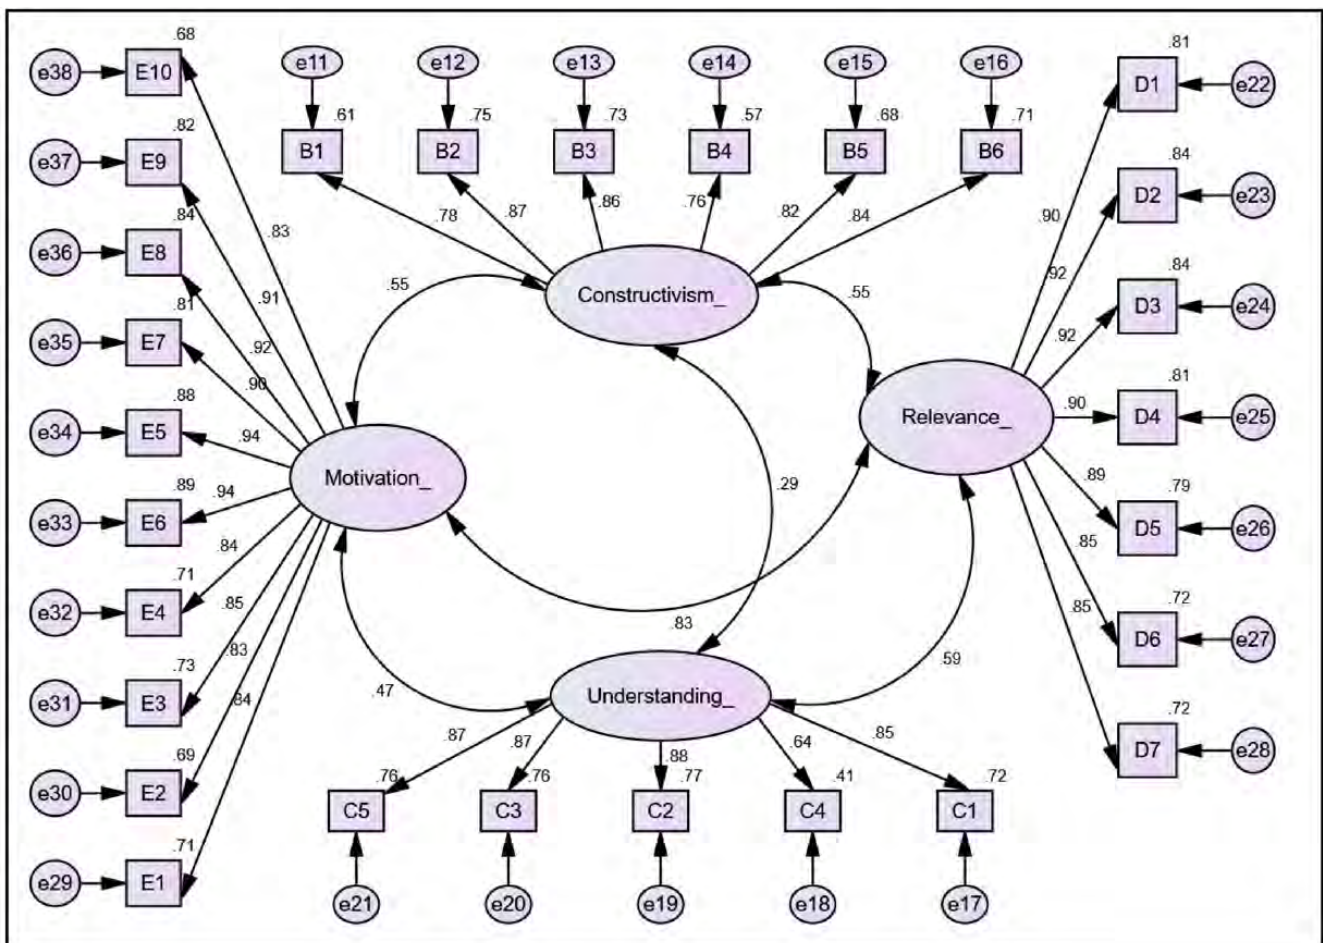 .68
e38 E10
.82
e37 E9
.84
e36 E8
.81
e35 E7
.88
e34 E5
.89
e33 E6
.71
e32 E4
.73
e31 E3
.69
e30 E2
.71
e29 E1
.83
.91
.92
.90
.94
.94
.84
.85
.83
.84
e11 e12 e13 e14 e15 e16
.61 .75 .73 .57 .68 .71
B1 B2 B3 B4 B5 B6
.78 .87 .86 .76 .82 .84
Constructivism_
.55 .55
Motivation_
Relevance_
.29
.83
.47 .59
Understanding_
.87 .87 .88 .64 .85
.76 .76 .77 .41 .72
C5 C3 C2 C4 C1
e21 e20 e19 e18 e17
.90
.92
.92
.90
.89
.85
.85
.81
D1 e22
.84
D2 e23
.84
D3 e24
.81
D4 e25
.79
D5 e26
.72
D6 e27
.72
D7 e28